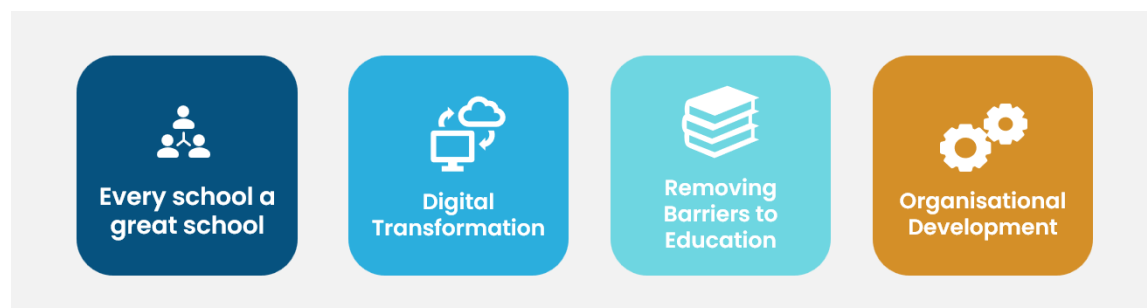 Every school a
great school
Digital
Transformation
Removing
Barriers to
Education
Organisational
Development